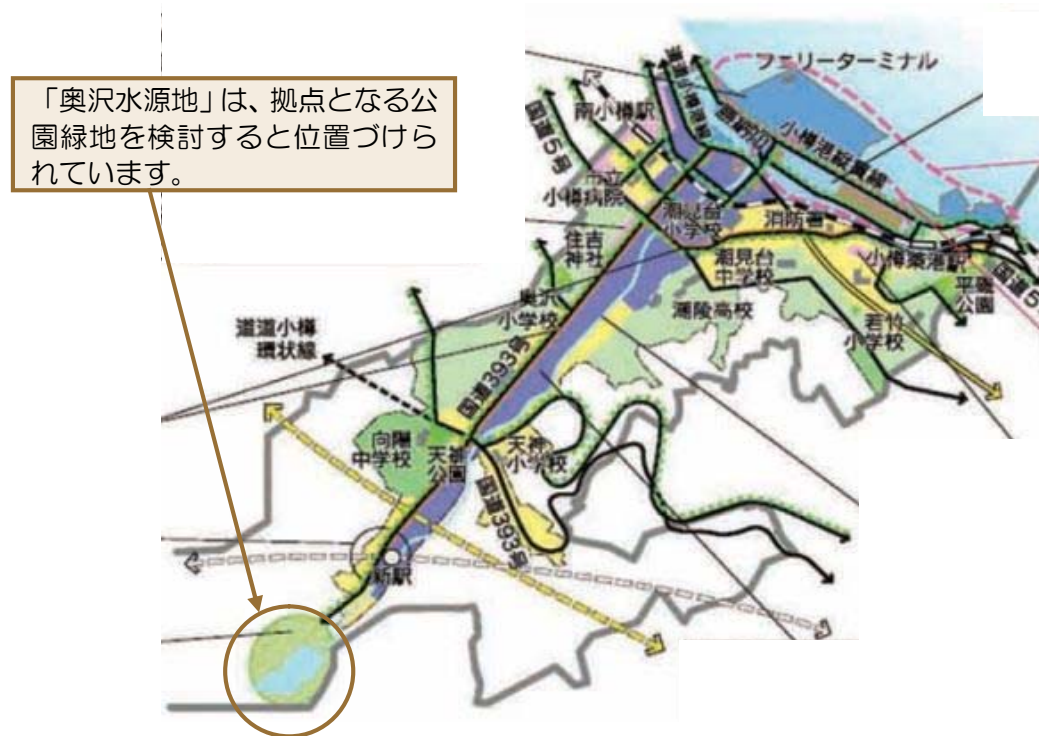 「奥沢水源地」は、拠点となる公
園緑地を検討すると位置づけら
れています。
フェリーターミナル
南小樽駅
国道5号
小樽港縦貫線
市立
小樽病院
潮見台
小学校
消防署
住吉
神社
潮見台
中学校
小樽築港駅
国道5
平磯
公園
奥沢
小学校
潮陵高校
若竹
小学校
道道小樽
環状線
国道393号
向陽
中学校
天神
公園
天神
小学校
国道393号
新駅